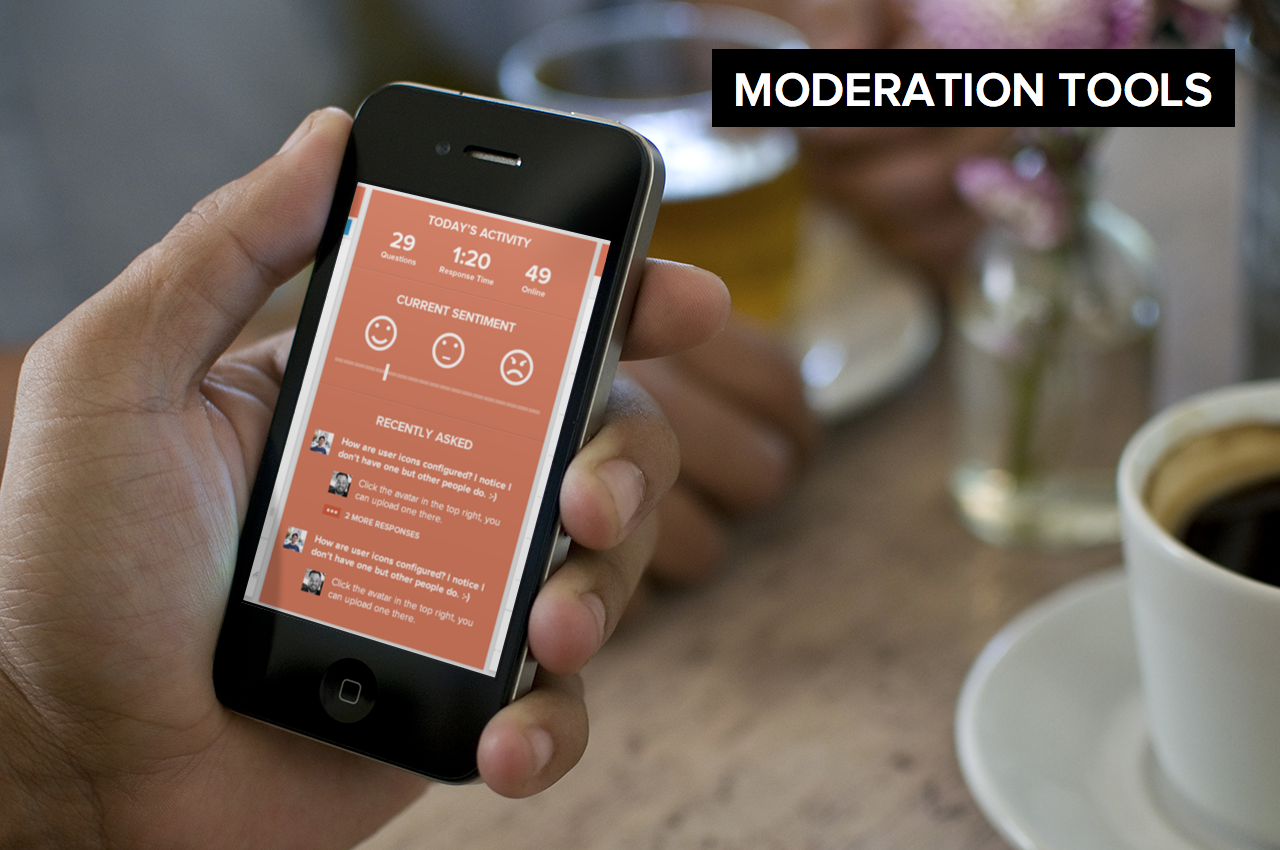 MODERATION TOOLS
TODAY'S ACTIVITY
29
Questions
1:20
Response Time
49
Online
CURRENT SENTIMENT
RECENTLY ASKED
How are user icons configured? I notice I
don't have one but other people do. :-)
Click the avatar in the top right, you
can upload one there.
2 MORE RESPONSES
How are user icons configured? I notice I
don't have one but other people do. :-)
Click the avatar in the top right, you
can upload one there.